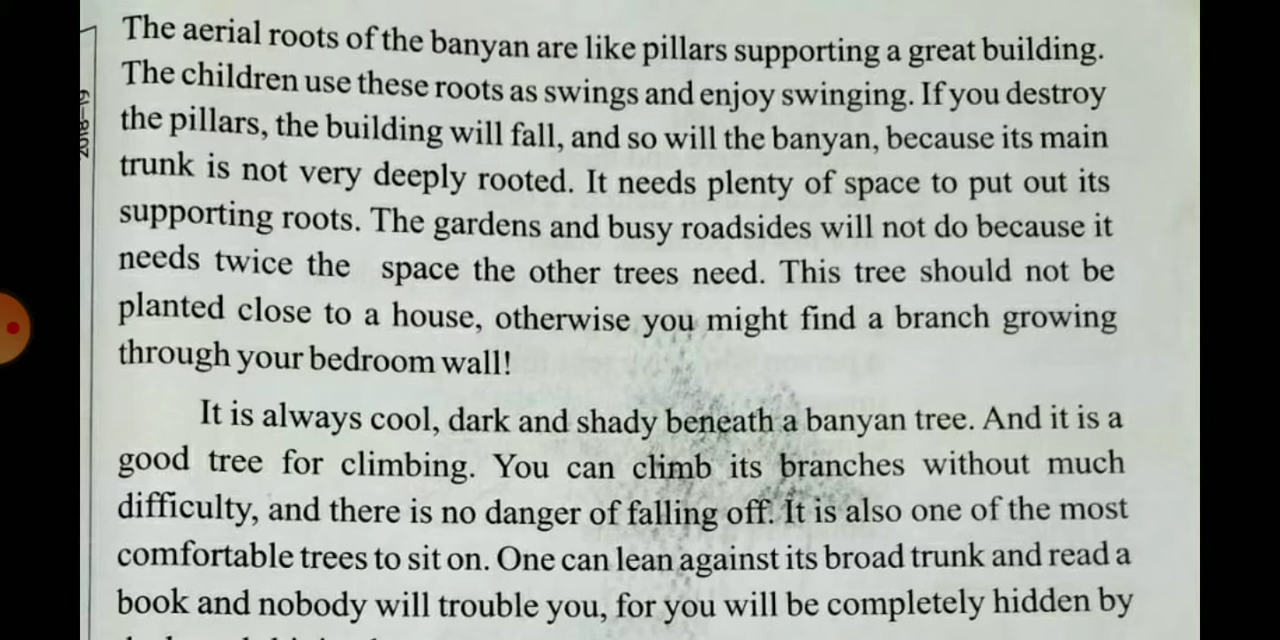 2018-19
The aerial roots of the banyan are like pillars supporting a great building.
The children use these roots as swings and enjoy swinging. If you destroy
the pillars, the building will fall, and so will the banyan, because its main
trunk is not very deeply rooted. It needs plenty of space to put out its
supporting roots. The gardens and busy roadsides will not do because it
needs twice the space the other trees need. This tree should not be
planted close to a house, otherwise you might find a branch growing
through your bedroom wall!
It is always cool, dark and shady beneath a banyan tree. And it is a
good tree for climbing. You can climb its branches without much
difficulty, and there is no danger of falling off. It is also one of the most
comfortable trees to sit on. One can lean against its broad trunk and read a
book and nobody will trouble you, for you will be completely hidden by